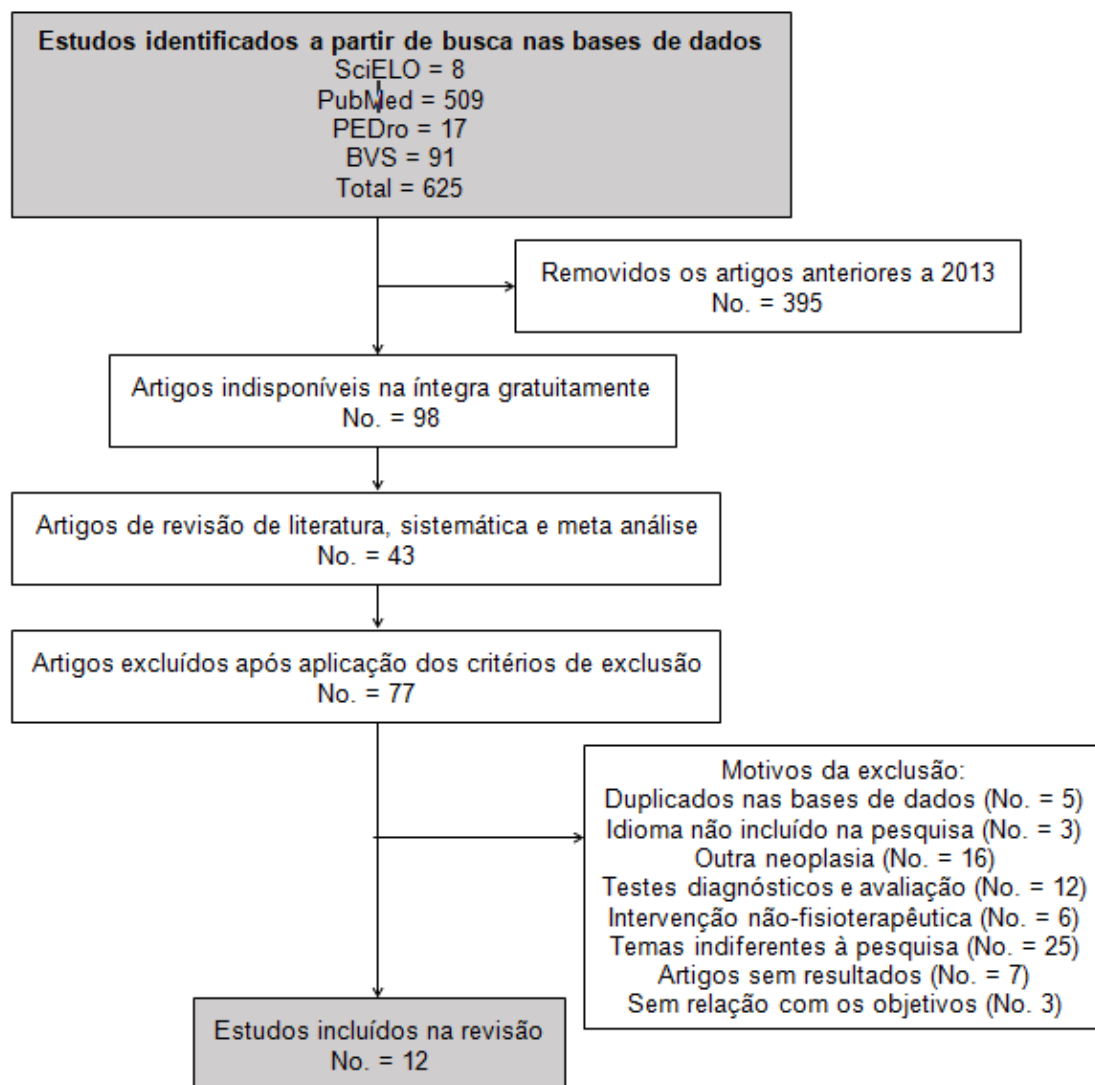 Estudos identificados a partir de busca nas bases de dados
SciELO = 8
PubMed = 509
PEDro = 17
BVS = 91
Total = 625
Removidos os artigos anteriores a 2013
No. = 395
Artigos indisponíveis na íntegra gratuitamente
No. = 98
Artigos de revisão de literatura, sistemática e meta análise
No. = 43
Artigos excluídos após aplicação dos critérios de exclusão
No. = 77
Motivos da exclusão:
Duplicados nas bases de dados (No. = 5)
Idioma não incluído na pesquisa (No. = 3)
Outra neoplasia (No. = 16)
Testes diagnósticos e avaliação (No. = 12)
Intervenção não-fisioterapêutica (No. = 6)
Temas indiferentes à pesquisa (No. = 25)
Artigos sem resultados (No. = 7)
Sem relação com os objetivos (No. 3)
Estudos incluídos na revisão
No. = 12